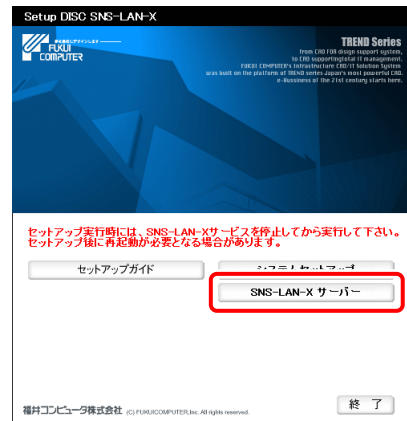 Setup DISC SNS-LAN-X
FUKUI
COMPUTER
TREND Series
from CAD FOR design support system,
to CAD supportingtotal IT management.
FUKUI COMPUTER's Infrastructure CAD/IT Solution System
was built on the platform of TREND series Japan's most powerful CAD.
e-Bussiness of the 21st century starts here.
セットアップ実行時には、SNS-LAN-Xサービスを停止してから実行して下さい。
セットアップ後に再起動が必要となる場合があります。
セットアップガイド
SNS-LAN-X サーバー
福井コンピュータ株式会社 (C) FUKUICOMPUTER,Inc. All rights reserved.
終 了